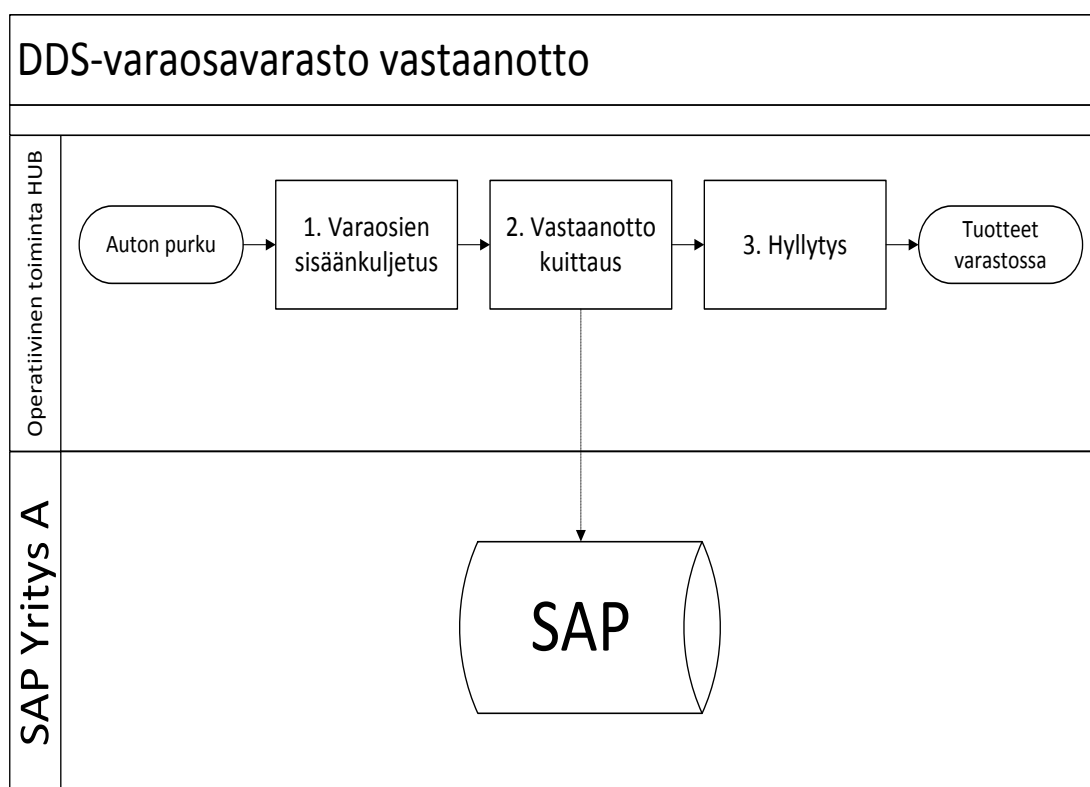 DDS-varaosavarasto vastaanotto
Operatiivinen toiminta HUB
Auton purku
1. Varaosien
sisäänkuljetus
2. Vastaanotto
kuittaus
3. Hyllytys
Tuotteet
varastossa
SAP Yritys A
SAP